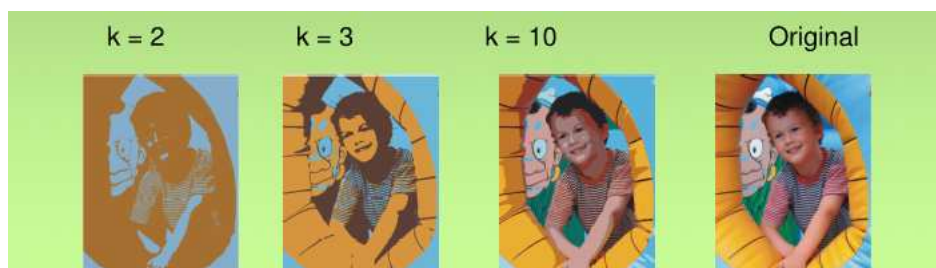 k = 2 k = 3 k = 10 Original